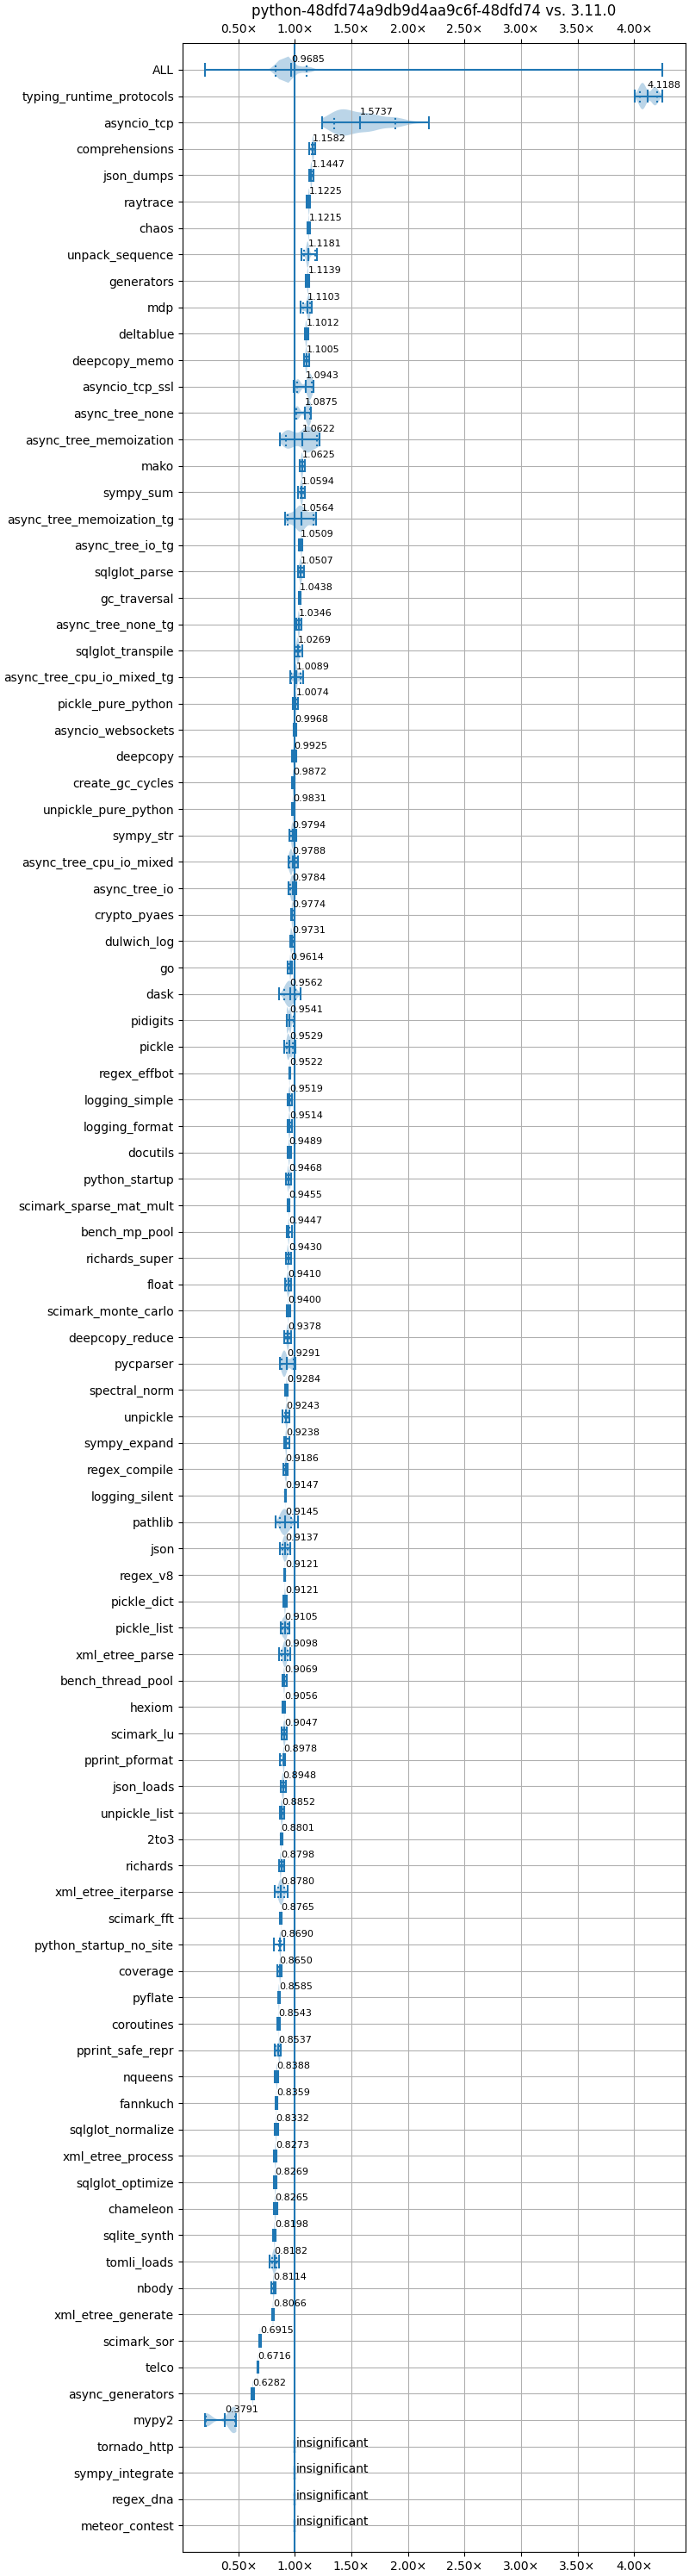 python-48dfd74a9db9d4aa9c6f-48dfd74 vs. 3.11.0
0.50× 1.00× 1.50× 2.00× 2.50× 3.00× 3.50× 4.00×
ALL 0.9685
typing_runtime_protocols 4.1188
asyncio_tcp 1.5737
comprehensions 1.1582
json_dumps 1.1447
raytrace 1.1225
chaos 1.1215
unpack_sequence 1.1181
generators 1.1139
mdp 1.1103
deltablue 1.1012
deepcopy_memo 1.1005
asyncio_tcp_ssl 1.0943
async_tree_none 1.0875
async_tree_memoization 1.0622
mako 1.0625
sympy_sum 1.0594
async_tree_memoization_tg 1.0564
async_tree_io_tg 1.0509
sqlglot_parse 1.0507
gc_traversal 1.0438
async_tree_none_tg 1.0346
sqlglot_transpile 1.0269
async_tree_cpu_io_mixed_tg 1.0089
pickle_pure_python 1.0074
asyncio_websockets 0.9968
deepcopy 0.9925
create_gc_cycles 0.9872
unpickle_pure_python 0.9831
sympy_str 0.9794
async_tree_cpu_io_mixed 0.9788
async_tree_io 0.9784
crypto_pyaes 0.9774
dulwich_log 0.9731
go 0.9614
dask 0.9562
pidigits 0.9541
pickle 0.9529
regex_effbot 0.9522
logging_simple 0.9519
logging_format 0.9514
docutils 0.9489
python_startup 0.9468
scimark_sparse_mat_mult 0.9455
bench_mp_pool 0.9447
richards_super 0.9430
float 0.9410
scimark_monte_carlo 0.9400
deepcopy_reduce 0.9378
pycparser 0.9291
spectral_norm 0.9284
unpickle 0.9243
sympy_expand 0.9238
regex_compile 0.9186
logging_silent 0.9147
pathlib 0.9145
json 0.9137
regex_v8 0.9121
pickle_dict 0.9121
pickle_list 0.9105
xml_etree_parse 0.9098
bench_thread_pool 0.9069
hexiom 0.9056
scimark_lu 0.9047
pprint_pformat 0.8978
json_loads 0.8948
unpickle_list 0.8852
2to3 0.8801
richards 0.8798
xml_etree_iterparse 0.8780
scimark_fft 0.8765
python_startup_no_site 0.8690
coverage 0.8650
pyflate 0.8585
coroutines 0.8543
pprint_safe_repr 0.8537
nqueens 0.8388
fannkuch 0.8359
sqlglot_normalize 0.8332
xml_etree_process 0.8273
sqlglot_optimize 0.8269
chameleon 0.8265
sqlite_synth 0.8198
tomli_loads 0.8182
nbody 0.8114
xml_etree_generate 0.8066
scimark_sor 0.6915
telco 0.6716
async_generators 0.6282
mypy2 0.3791
tornado_http insignificant
sympy_integrate insignificant
regex_dna insignificant
meteor_contest insignificant
0.50× 1.00× 1.50× 2.00× 2.50× 3.00× 3.50× 4.00×